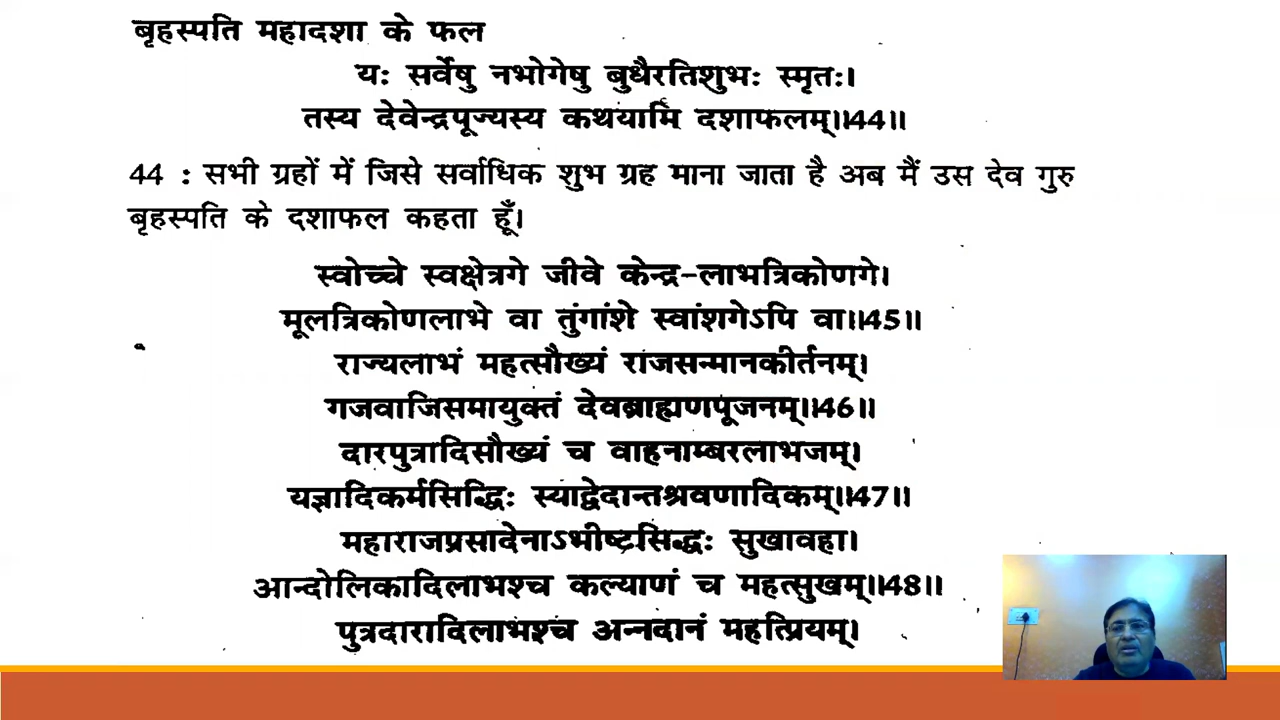 बृहस्पति महादशा के फल
यः सर्वेषु नभोगेषु बुधैरतिशुभः स्मृतः।
तस्य देवेन्द्रपूज्यस्य कथयामि दशाफलम्।।44।।
44 : सभी ग्रहों में जिसे सर्वाधिक शुभ ग्रह माना जाता है अब मैं उस देव गुरु
बृहस्पति के दशाफल कहता हूँ।
स्वोच्चे स्वक्षेत्रगे जीवे केन्द्र-लाभत्रिकोणगे।
मूलत्रिकोणलाभे वा तुंगांशे स्वांशगेऽपि वा।।45।।
राज्यलाभं महत्सौख्यं राजसन्मानकीर्तनम्।
गजवाजिसमायुक्तं देवब्राह्मणपूजनम्।।46।।
दारपुत्रादिसौख्यं च वाहनाम्बरलाभजम्।
यज्ञादिकर्मसिद्धिः स्याद्वेदान्तश्रवणादिकम्।।47।।
महाराजप्रसादेनाऽभीष्टसिद्धः सुखावहा।
आन्दोलिकादिलाभश्च कल्याणं च महत्सुखम्।।48।।
पुत्रदारादिलाभश्च अन्नदानं महत्प्रियम्।